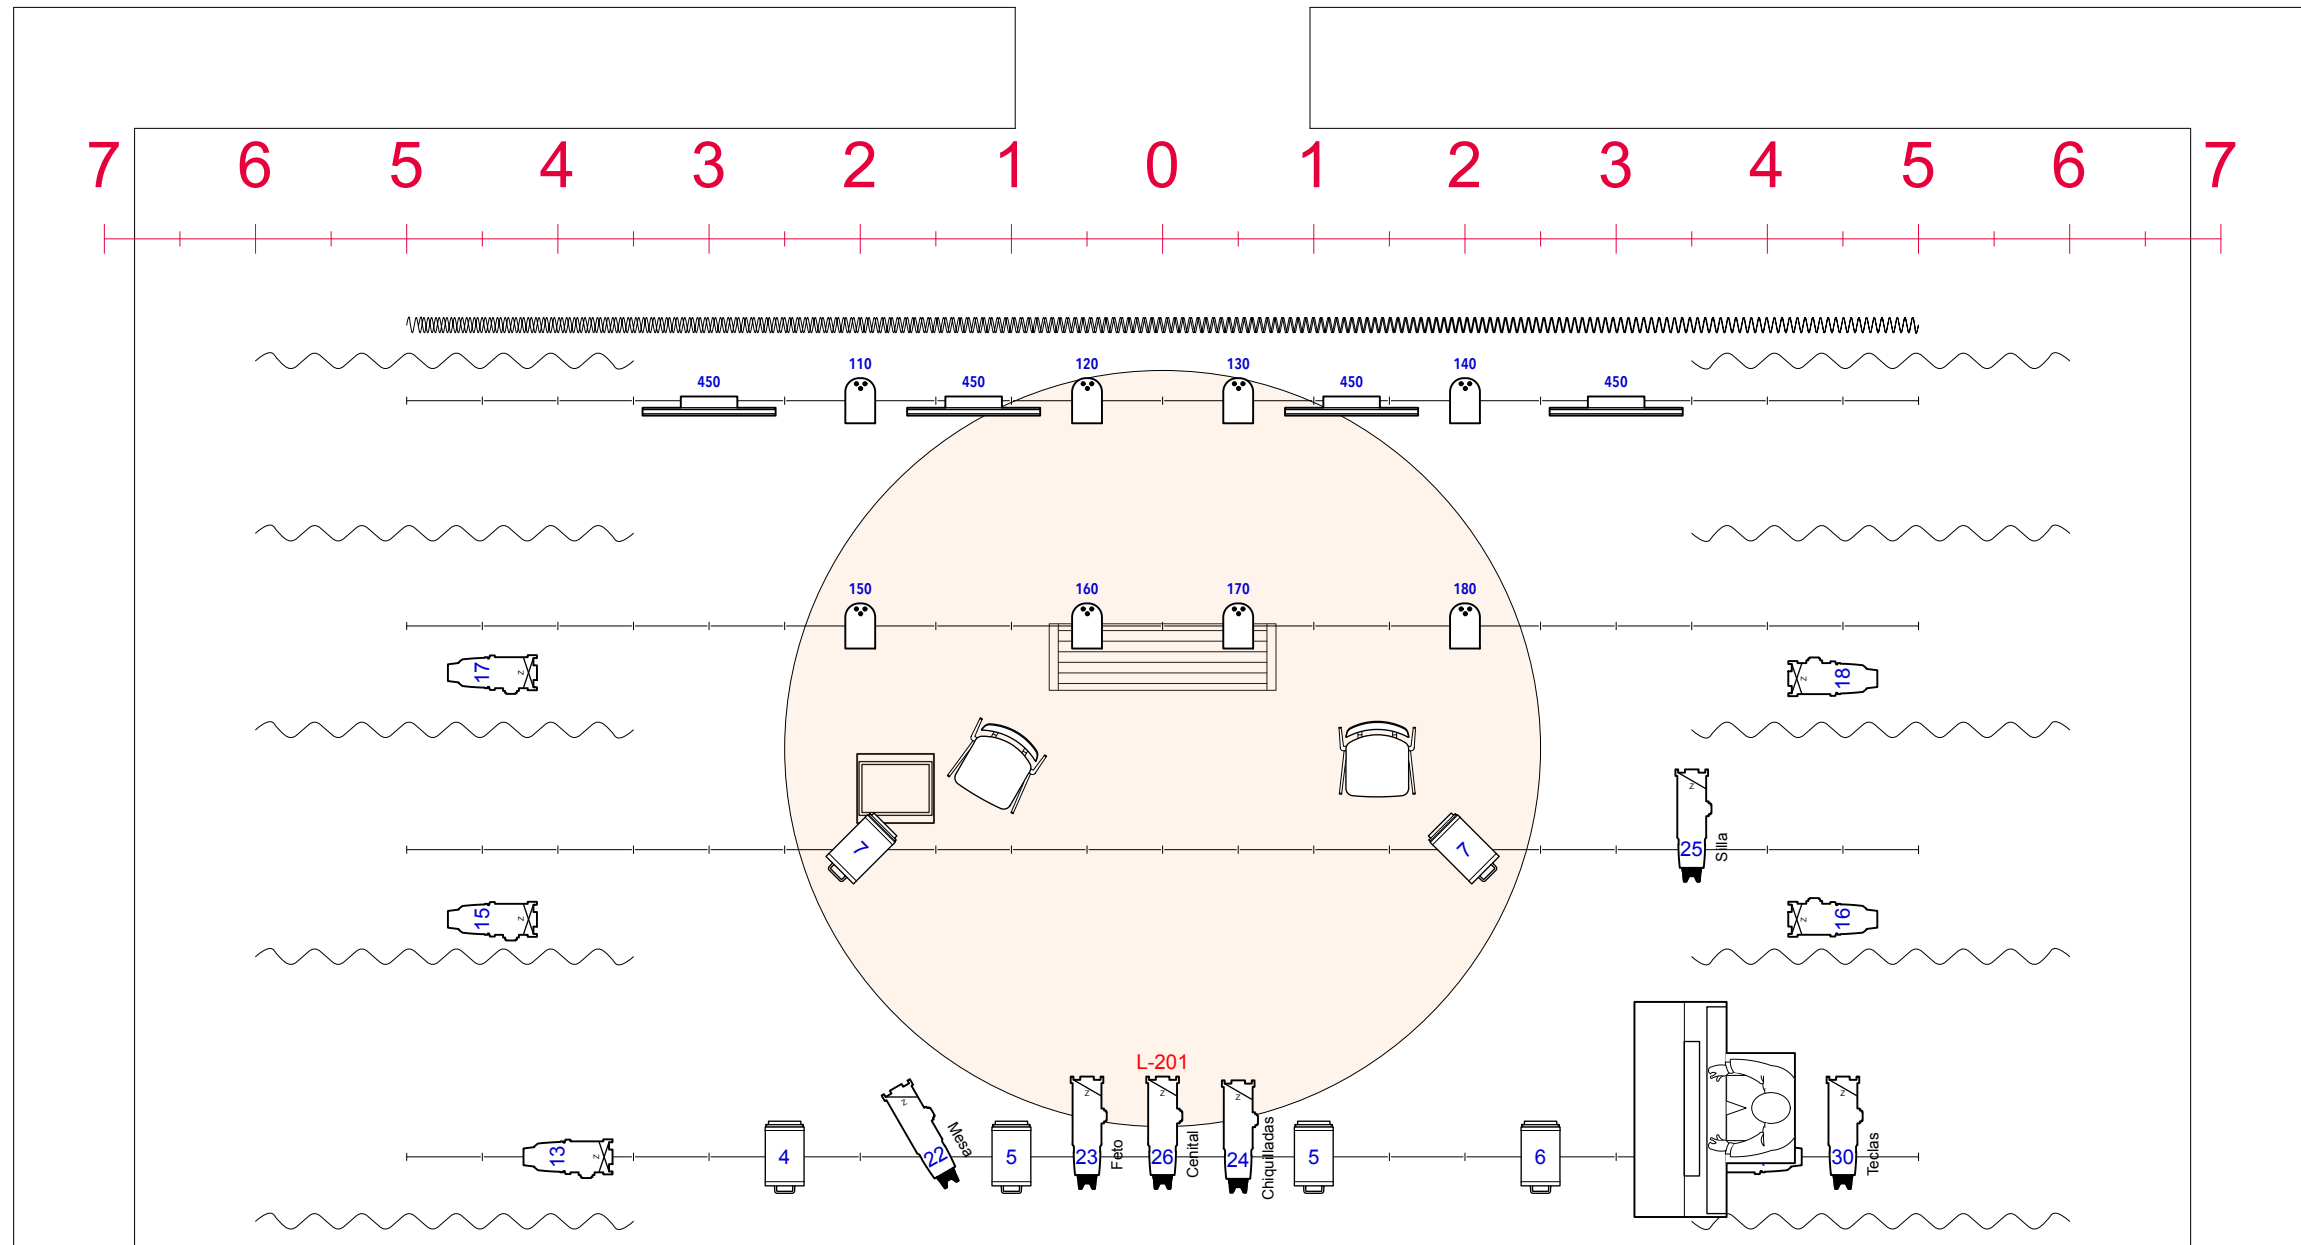 7 6 5 4 3 2 1 0 1 2 3 4 5 6 7
110 120 130 140
450 450 450 450
150 160 170 180
17 18
7 7 25 Silla
15 16
L-201
13 4 22 Mesa 5 23 Feto 26 Cenital 24 Chiquilladas 5 6 30 Teclas
Z Z Z Z Z Z Z Z Z Z Z